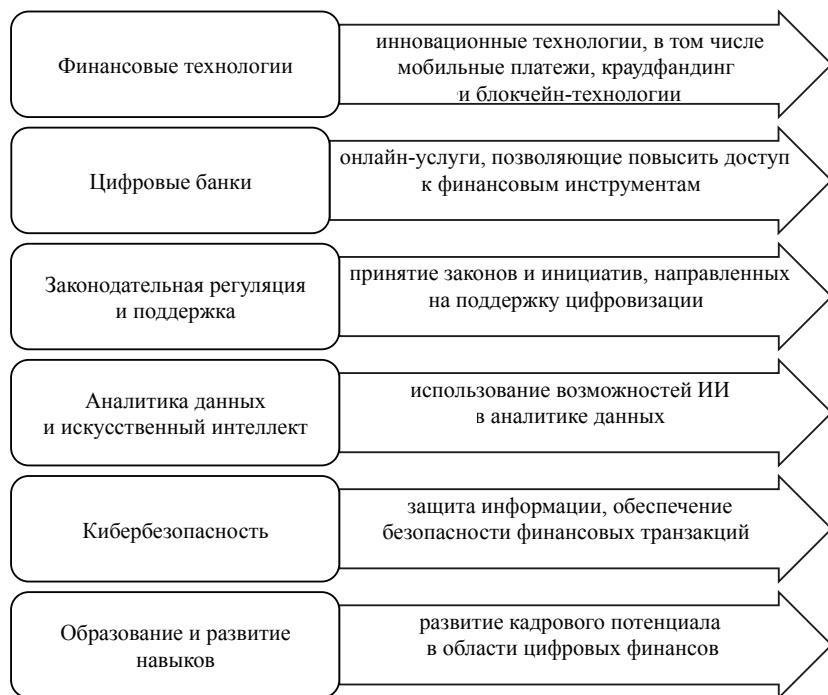 Финансовые технологии
инновационные технологии, в том числе
мобильные платежи, краудфандинг
и блокчейн-технологии
Цифровые банки
онлайн-услуги, позволяющие повысить доступ
к финансовым инструментам
Законодательная регуляция
и поддержка
принятие законов и инициатив, направленных
на поддержку цифровизации
Аналитика данных
и искусственный интеллект
использование возможностей ИИ
в аналитике данных
Кибербезопасность
защита информации, обеспечение
безопасности финансовых транзакций
Образование и развитие
навыков
развитие кадрового потенциала
в области цифровых финансов